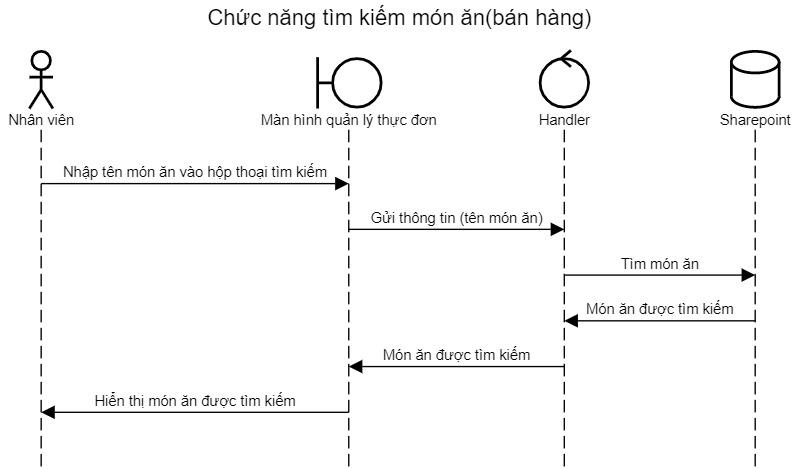 Chức năng tìm kiếm món ăn(bán hàng)
Nhân viên
Màn hình quản lý thực đơn
Handler
Sharepoint
Nhập tên món ăn vào hộp thoại tìm kiếm
Gửi thông tin (tên món ăn)
Tìm món ăn
Món ăn được tìm kiếm
Món ăn được tìm kiếm
Hiển thị món ăn được tìm kiếm